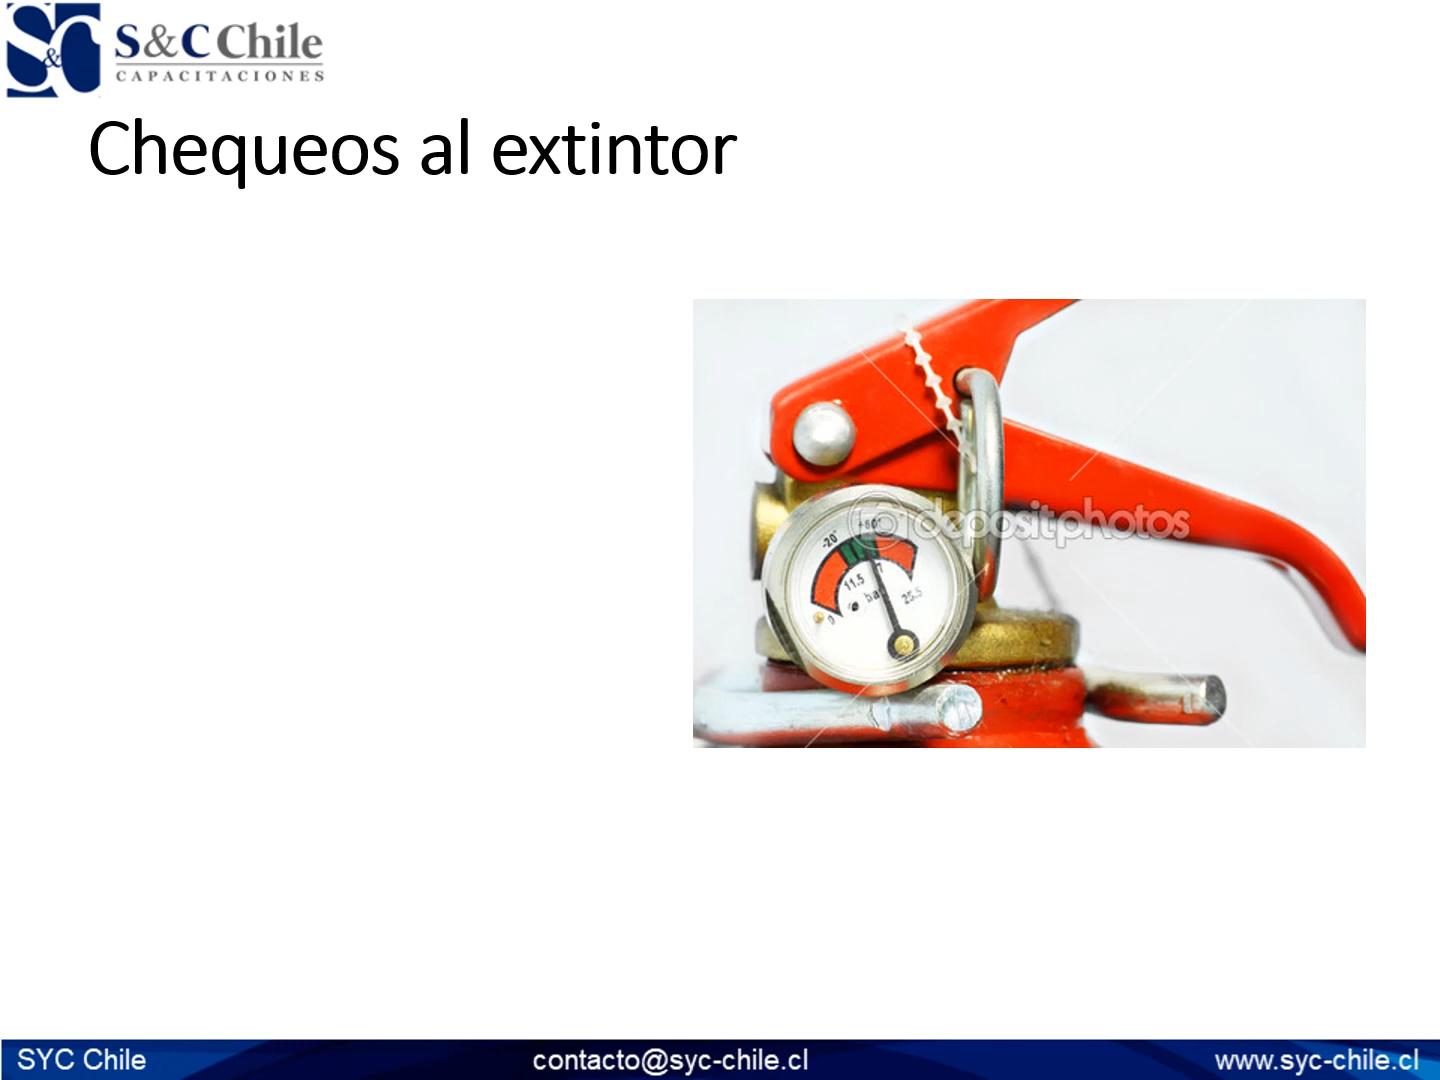 S&C
S&C Chile
CAPACITACIONES
Chequeos al extintor
-20°
+60°
11.5
ba
25.5
0
depositphotos
SYC Chile
contacto@syc-chile.cl
www.syc-chile.cl